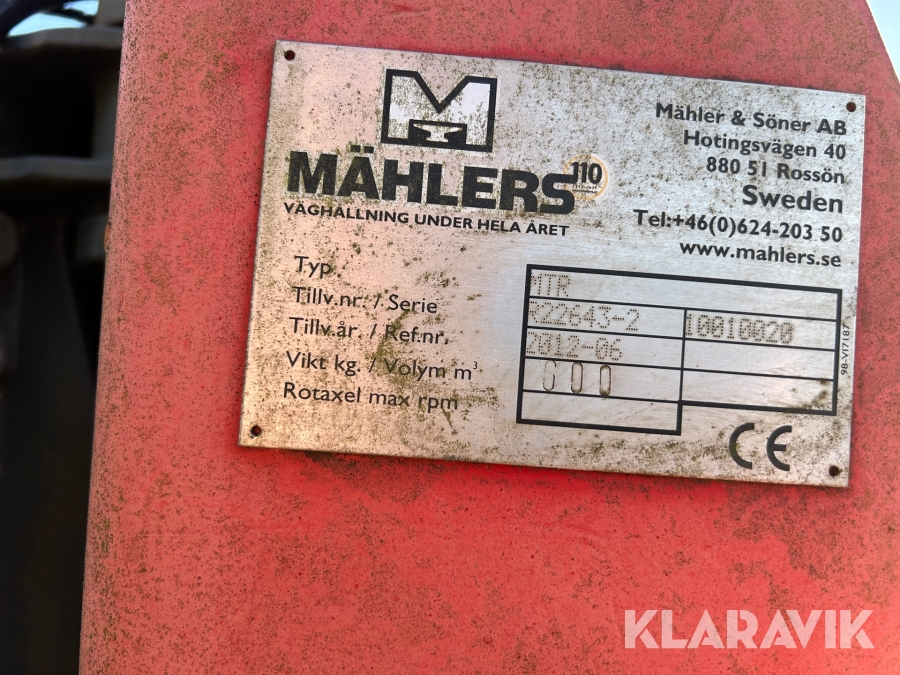 M
MÄHLERS 110
VÄGHÅLLNING UNDER HELA ÅRET
Mähler & Söner AB
Hotingsvägen 40
880 51 Rossön
Sweden
Tel:+46(0)624-203 50
www.mahlers.se
Typ MTR
Tillv.nr. / Serie R22643-2 10010020
Tillv.år. / Ref.nr. 2012-06
Vikt kg. / Volym m³
Rotaxel max rpm
98-V17187
CE
KLARAVIK